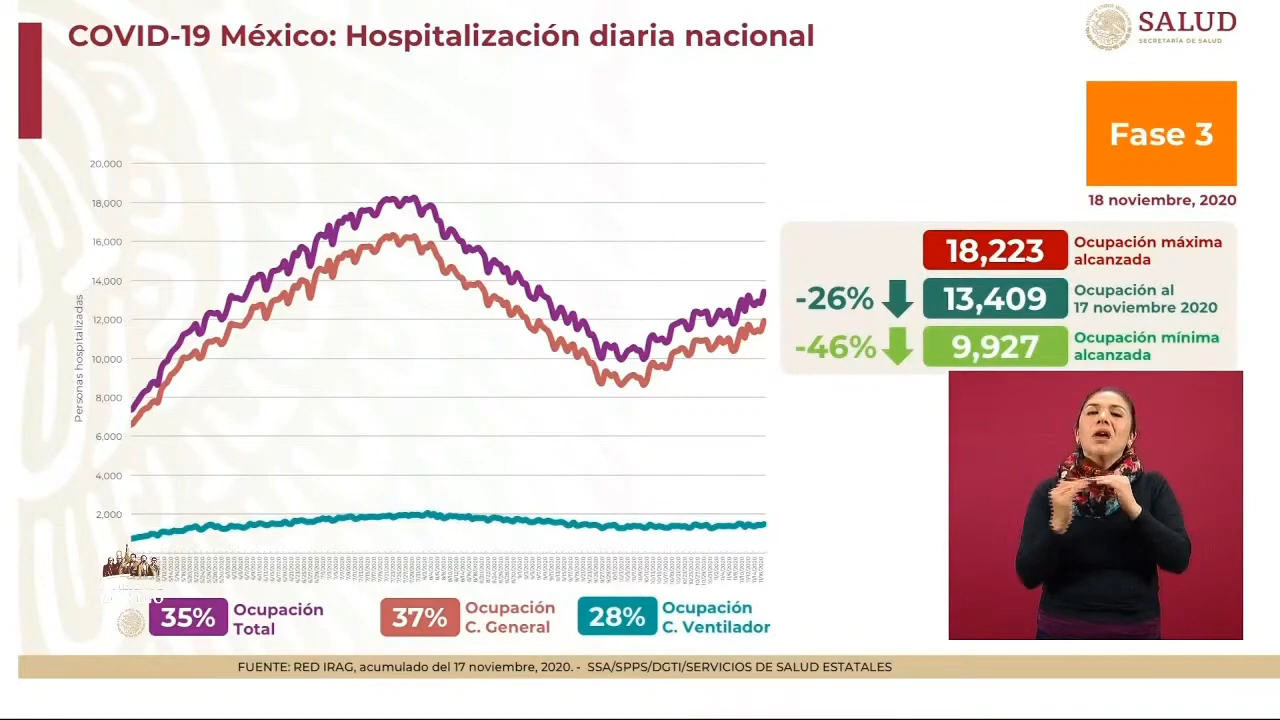 COVID-19 México: Hospitalización diaria nacional
SALUD
SECRETARÍA DE SALUD
Fase 3
18 noviembre, 2020
18,223
Ocupación máxima
alcanzada
-26%
13,409
Ocupación al
17 noviembre 2020
-46%
9,927
Ocupación mínima
alcanzada
Personas hospitalizadas
20,000
18,000
16,000
14,000
12,000
10,000
8,000
6,000
4,000
2,000
35%
Ocupación
Total
37%
Ocupación
C. General
28%
Ocupación
C. Ventilador
FUENTE: RED IRAG, acumulado del 17 noviembre, 2020. - SSA/SPPS/DGTI/SERVICIOS DE SALUD ESTATALES